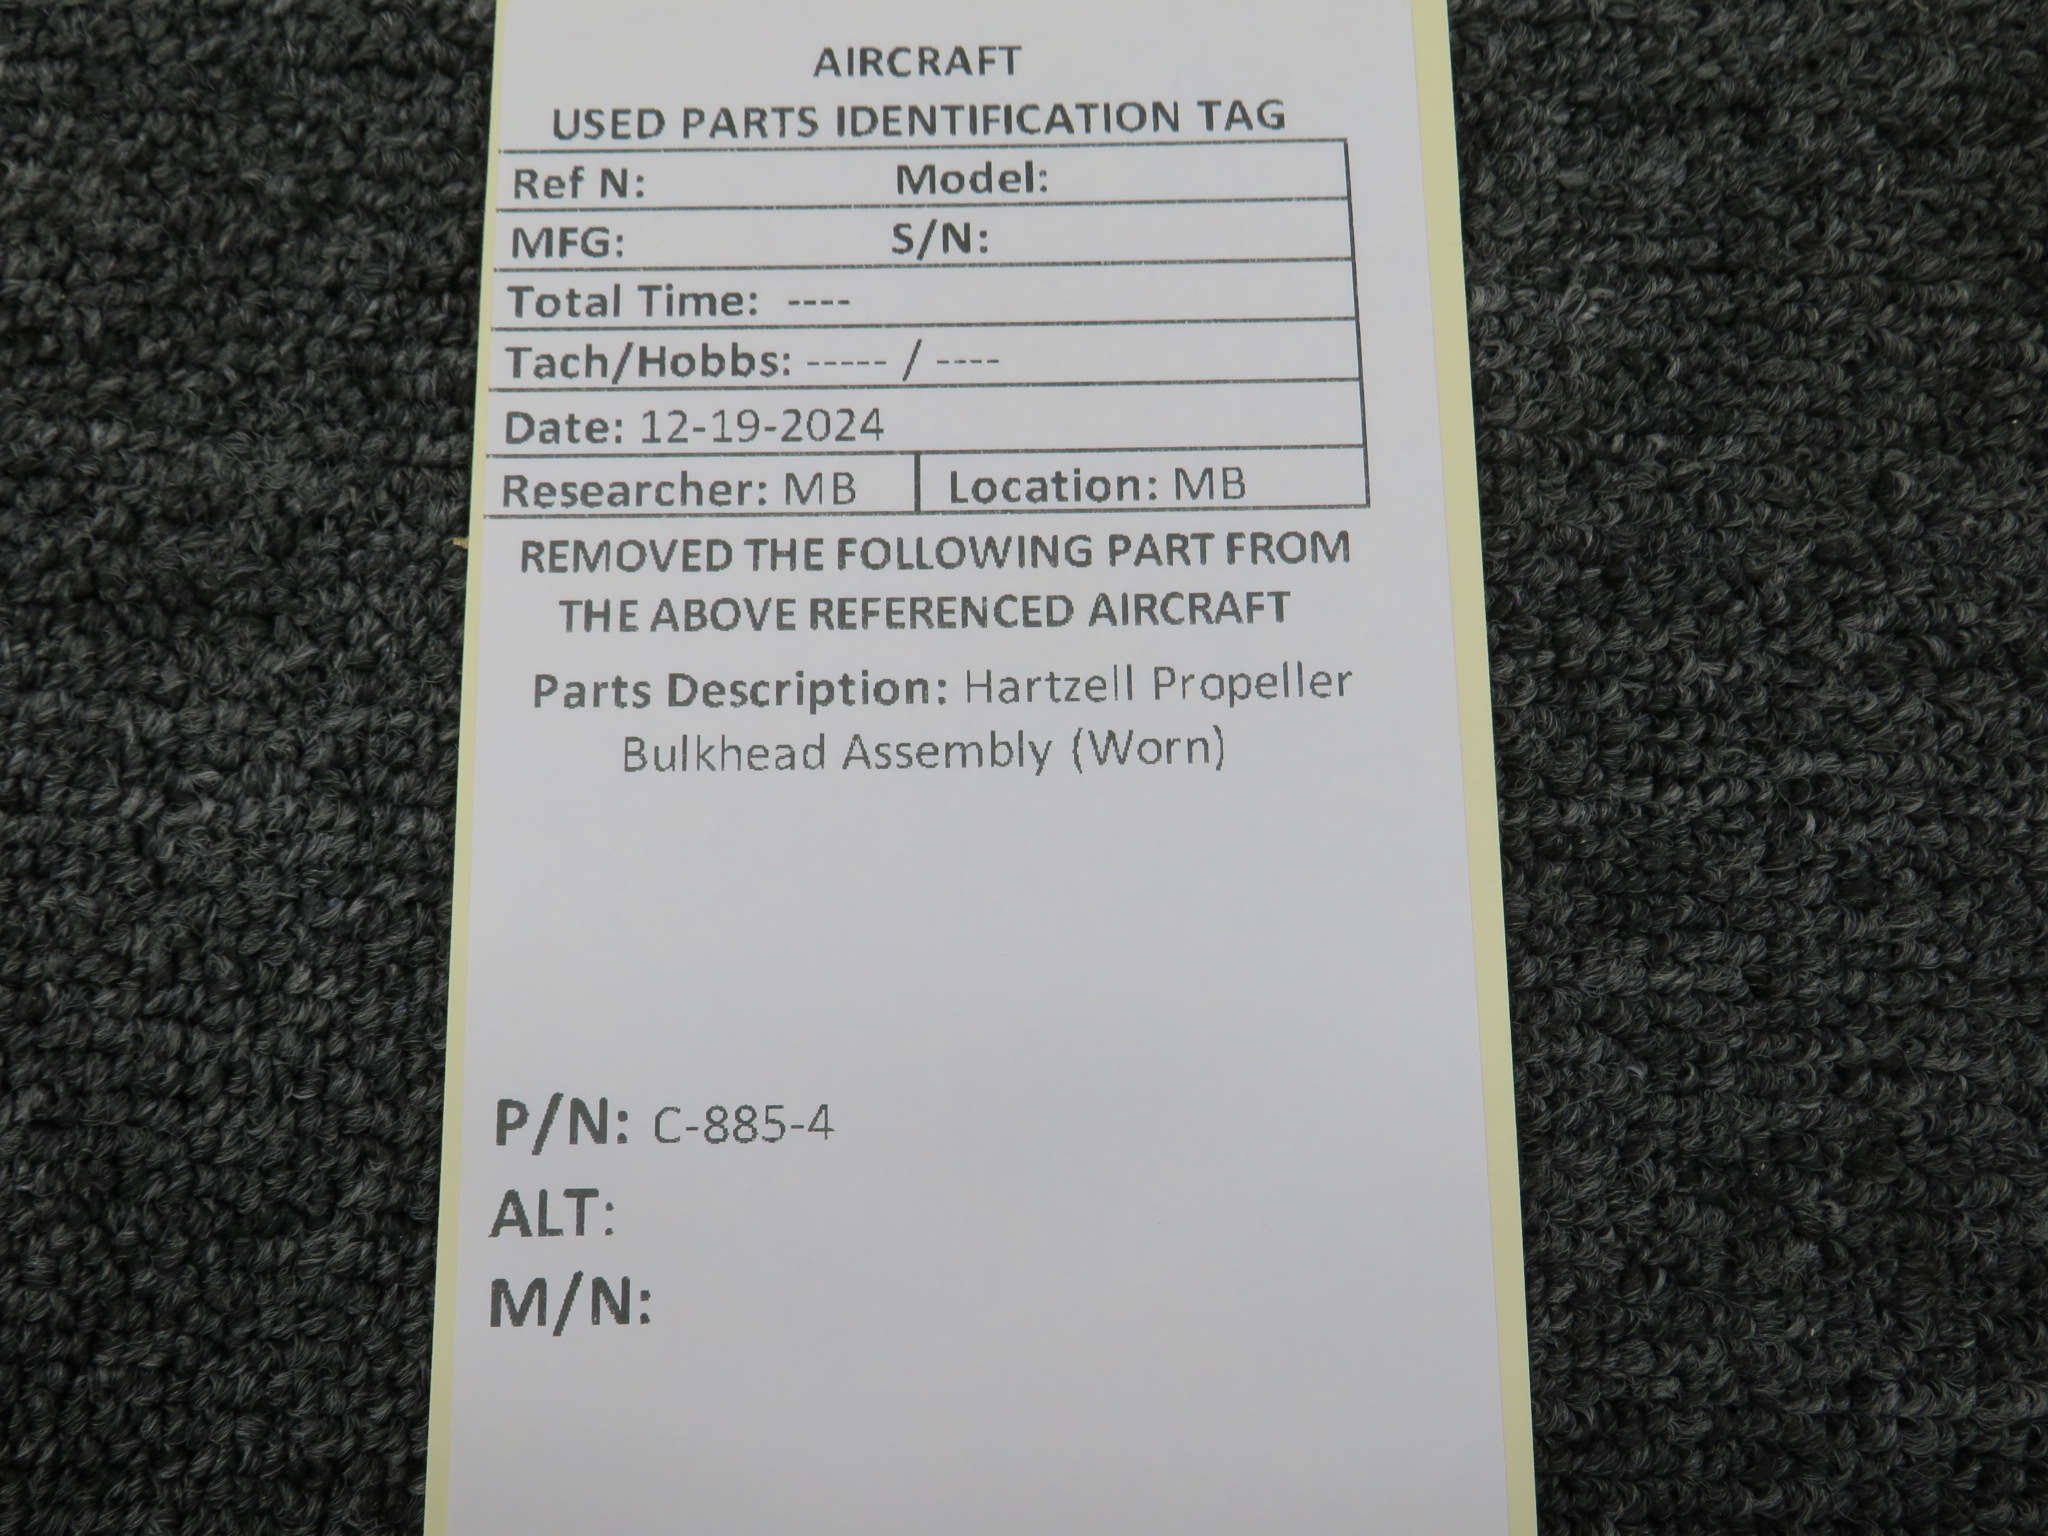 AIRCRAFT
USED PARTS IDENTIFICATION TAG
Ref N: Model:
MFG: S/N:
Total Time: ----
Tach/Hobbs: ----- / ----
Date: 12-19-2024
Researcher: MB Location: MB
REMOVED THE FOLLOWING PART FROM
THE ABOVE REFERENCED AIRCRAFT
Parts Description: Hartzell Propeller
Bulkhead Assembly (Worn)
P/N: C-885-4
ALT:
M/N: